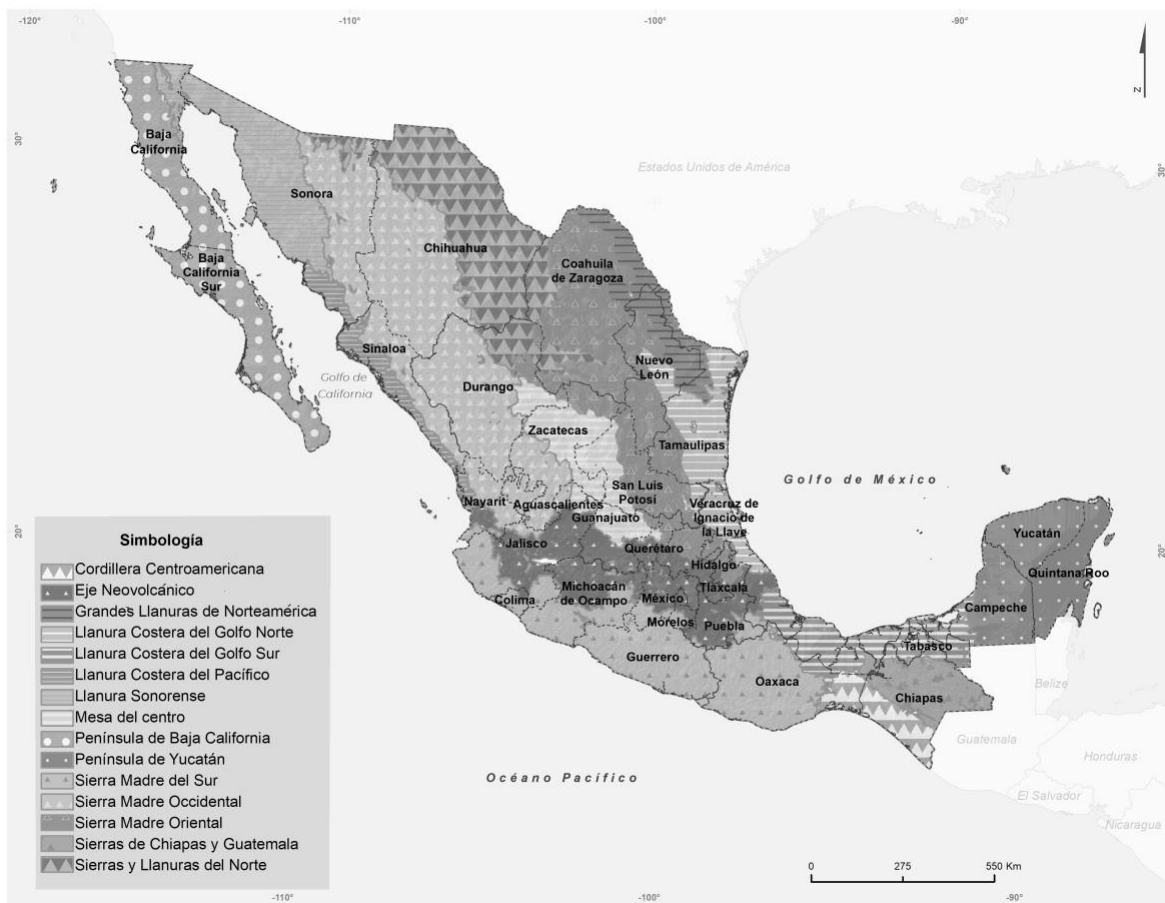 -120°
-110°
-100°
-90°
N
30°
30°
Baja
California
Estados Unidos de América
Sonora
Chihuahua
Baja
California
Sur
Coahuila
de Zaragoza
Sinaloa
Nuevo
León
Golfo de
California
Durango
Zacatecas
Tamaulipas
Golfo de México
San Luis
Potosí
Nayarit
Aguascalientes
Veracruz de
Ignacio de
la Llave
Guanajuato
20°
20°
Yucatán
Jalisco
Querétaro
Hidalgo
Quintana Roo
Michoacán
de Ocampo
México
Tlaxcala
Colima
Campeche
Morelos
Puebla
Tabasco
Guerrero
Oaxaca
Chiapas
Belize
Guatemala
Honduras
Océano Pacífico
El Salvador
Nicaragua
Simbología
Cordillera Centroamericana
Eje Neovolcánico
Grandes Llanuras de Norteamérica
Llanura Costera del Golfo Norte
Llanura Costera del Golfo Sur
Llanura Costera del Pacífico
Llanura Sonorense
Mesa del centro
Península de Baja California
Península de Yucatán
Sierra Madre del Sur
Sierra Madre Occidental
Sierra Madre Oriental
Sierras de Chiapas y Guatemala
Sierras y Llanuras del Norte
0 275 550 Km
-110°
-100°
-90°